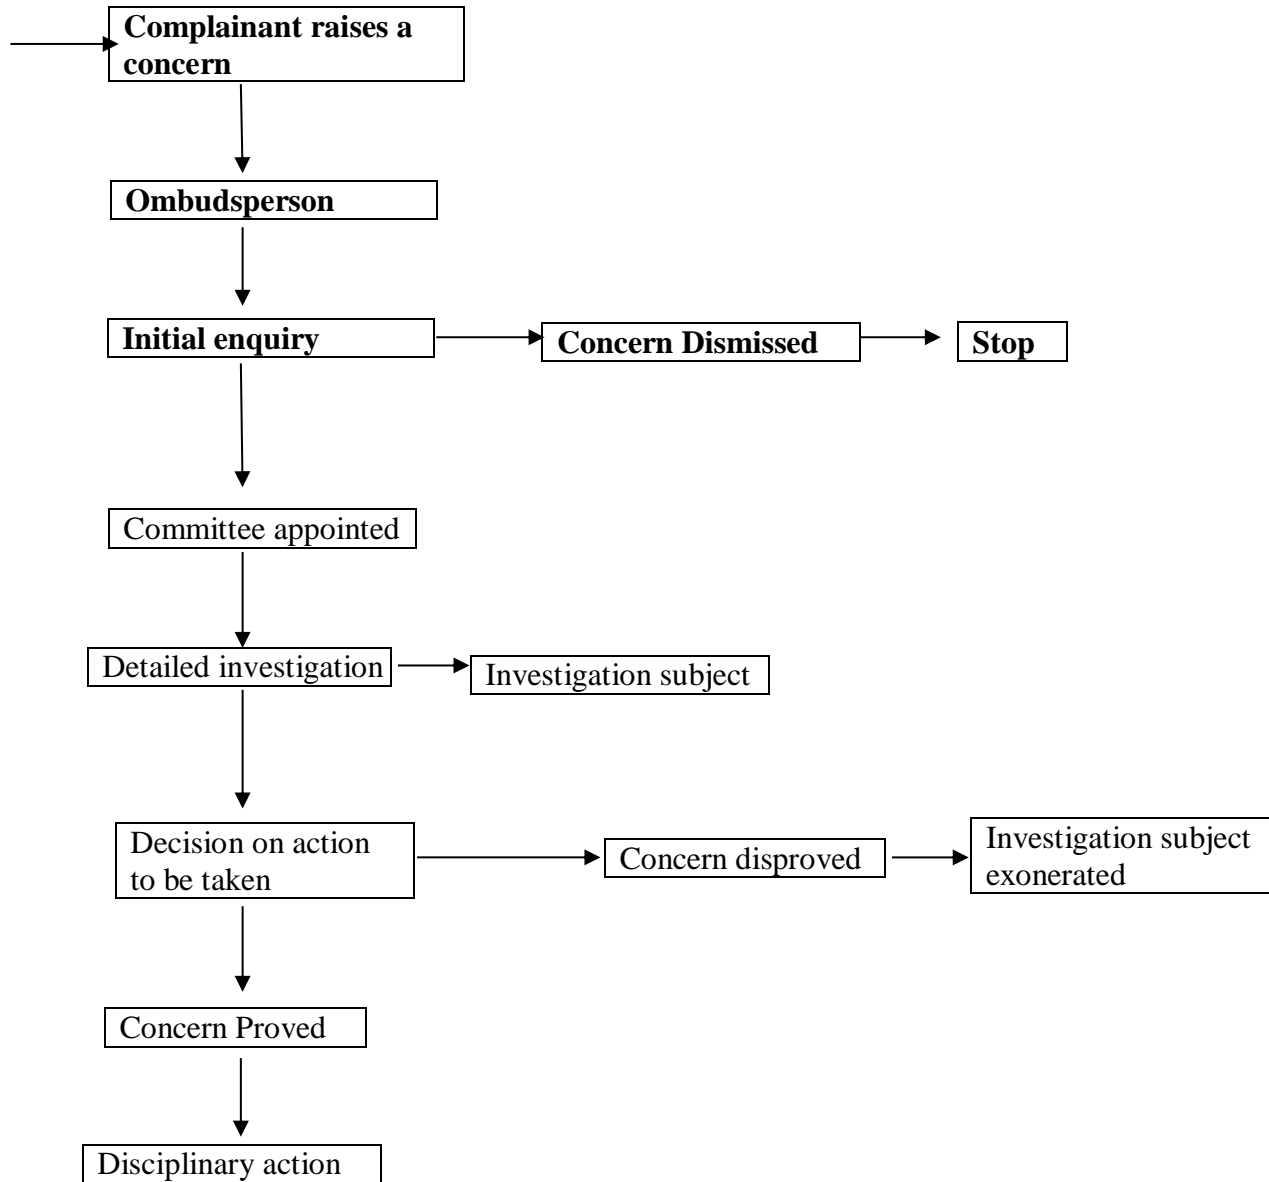 Complainant raises a
concern
Ombudsperson
Initial enquiry
Concern Dismissed
Stop
Committee appointed
Detailed investigation
Investigation subject
Decision on action
to be taken
Concern disproved
Investigation subject
exonerated
Concern Proved
Disciplinary action